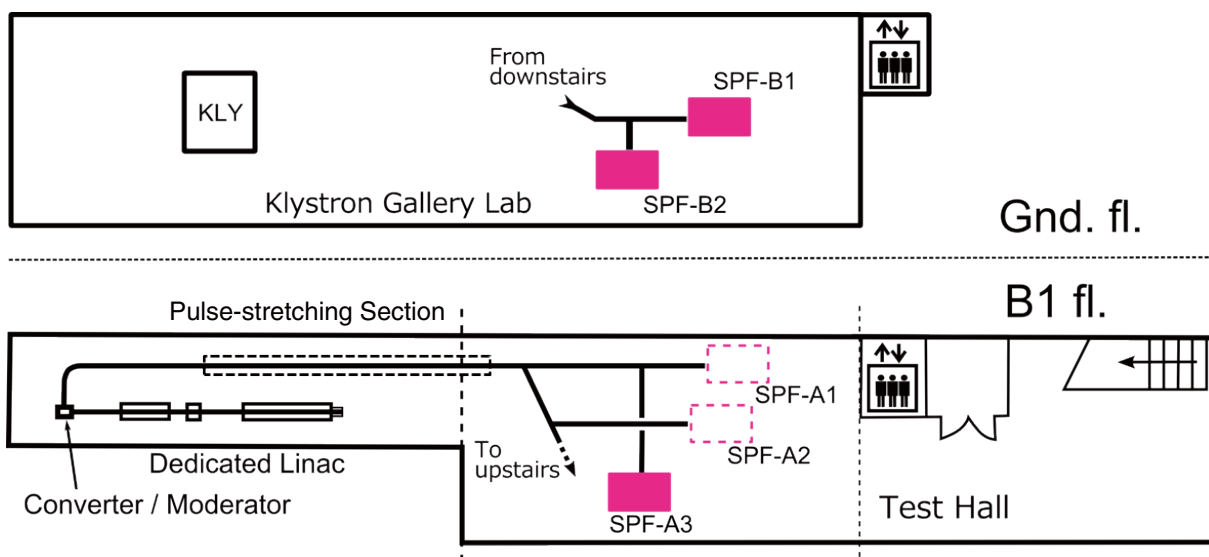 From
downstairs
SPF-B1
KLY
SPF-B2
Klystron Gallery Lab
Gnd. fl.
B1 fl.
Pulse-stretching Section
SPF-A1
SPF-A2
To
upstairs
Dedicated Linac
Converter / Moderator
SPF-A3
Test Hall